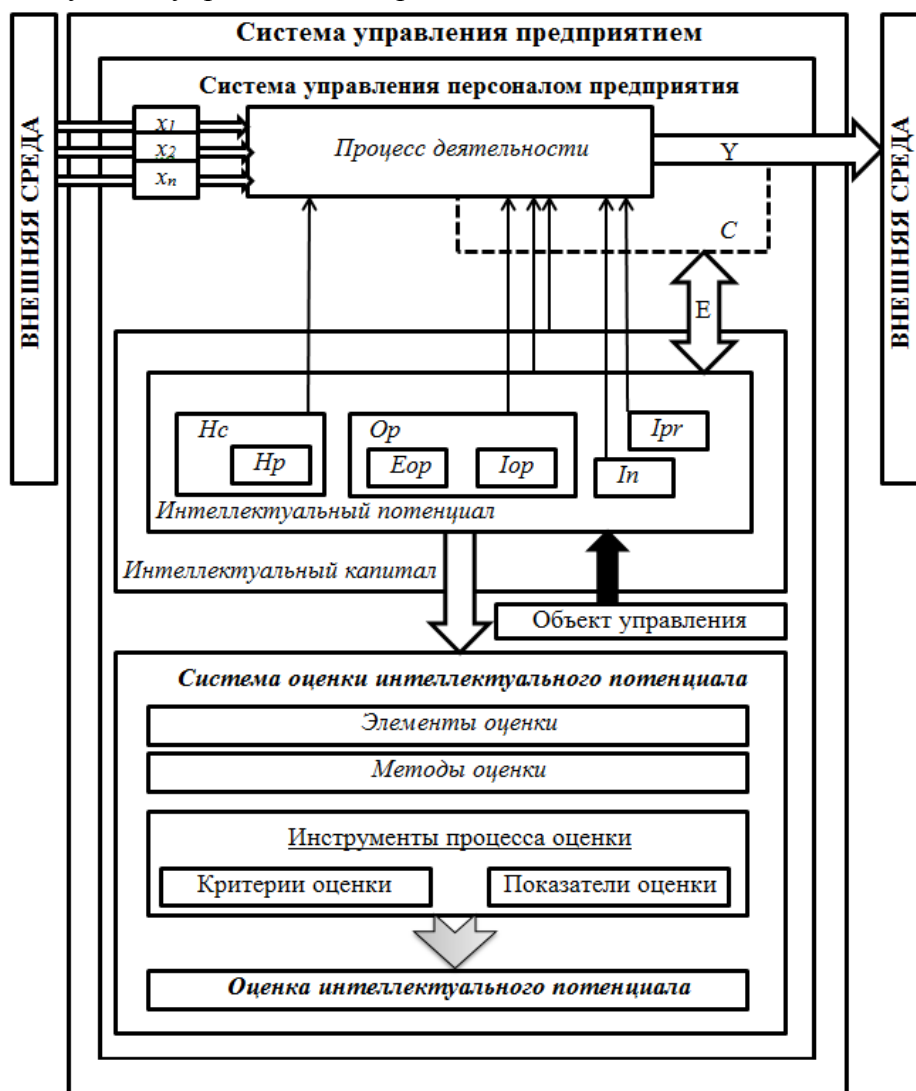 Система управления предприятием
Система управления персоналом предприятия
ВНЕШНЯЯ СРЕДА
x1
x2
xn
Процесс деятельности
Y
ВНЕШНЯЯ СРЕДА
C
E
Hc
Hp
Op
Eop
Iop
Ipr
In
Интеллектуальный потенциал
Интеллектуальный капитал
Объект управления
Система оценки интеллектуального потенциала
Элементы оценки
Методы оценки
Инструменты процесса оценки
Критерии оценки
Показатели оценки
Оценка интеллектуального потенциала